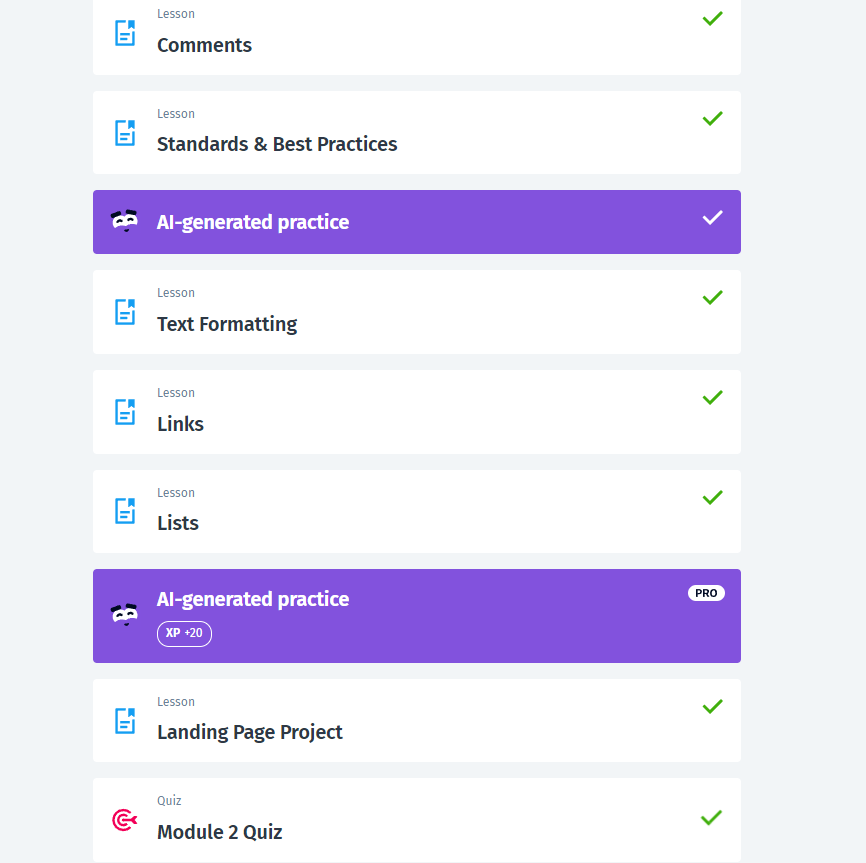 Lesson
Comments
Lesson
Standards & Best Practices
AI-generated practice
Lesson
Text Formatting
Lesson
Links
Lesson
Lists
AI-generated practice
PRO
XP +20
Lesson
Landing Page Project
Quiz
Module 2 Quiz